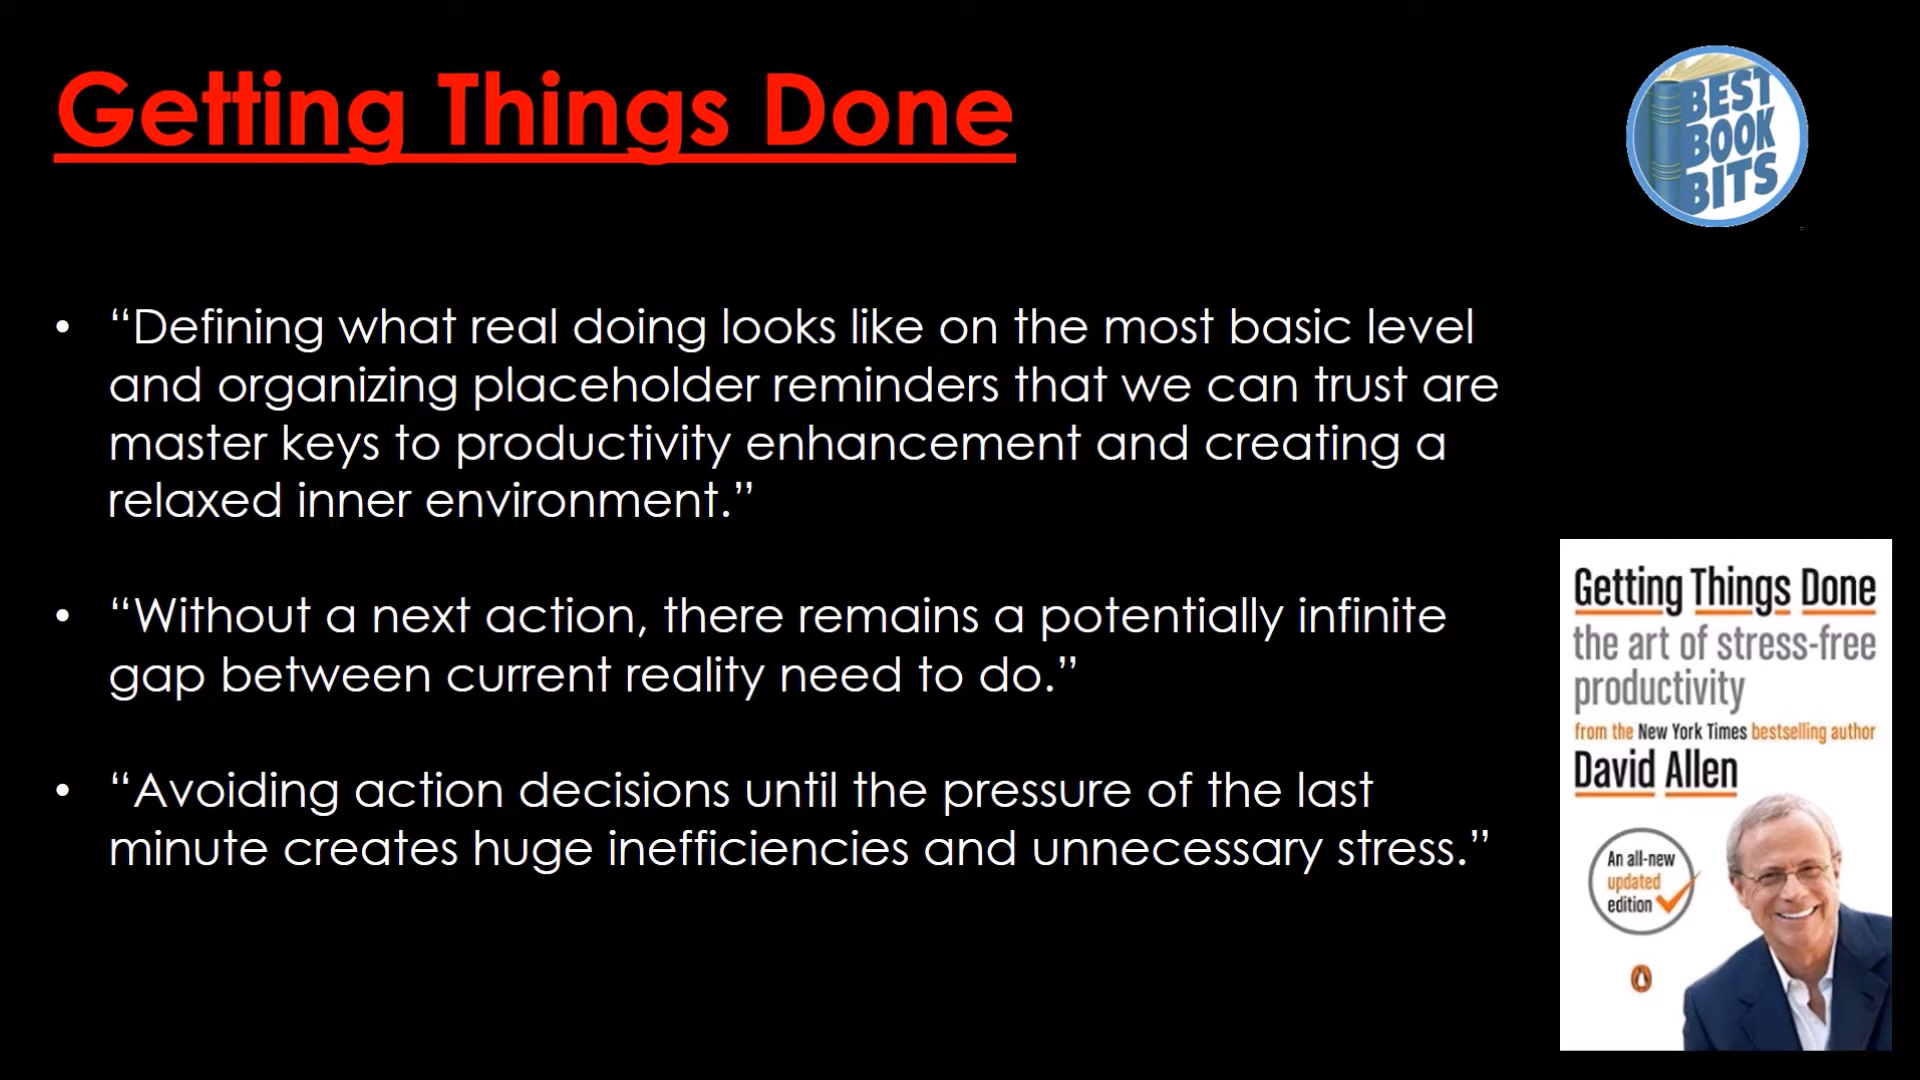 Getting Things Done
BEST
BOOK
BITS
• “Defining what real doing looks like on the most basic level
and organizing placeholder reminders that we can trust are
master keys to productivity enhancement and creating a
relaxed inner environment.”
• “Without a next action, there remains a potentially infinite
gap between current reality need to do.”
• “Avoiding action decisions until the pressure of the last
minute creates huge inefficiencies and unnecessary stress.”
Getting Things Done
the art of stress-free
productivity
from the New York Times bestselling author
David Allen
An all-new
updated
edition